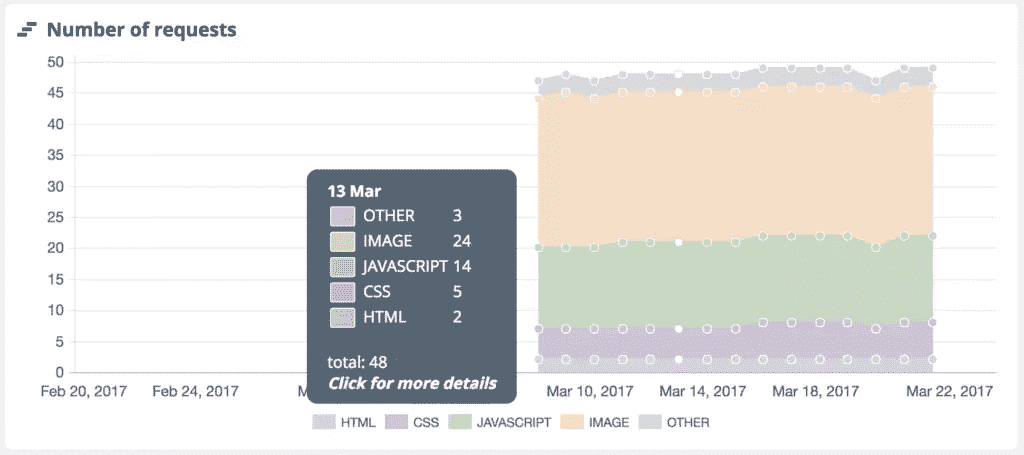 Number of requests
50
45
40
35
30
25
20
15
10
5
0
13 Mar
OTHER 3
IMAGE 24
JAVASCRIPT 14
CSS 5
HTML 2
total: 48
Click for more details
Feb 20, 2017 Feb 24, 2017 Mar 10, 2017 Mar 14, 2017 Mar 18, 2017 Mar 22, 2017
HTML CSS JAVASCRIPT IMAGE OTHER